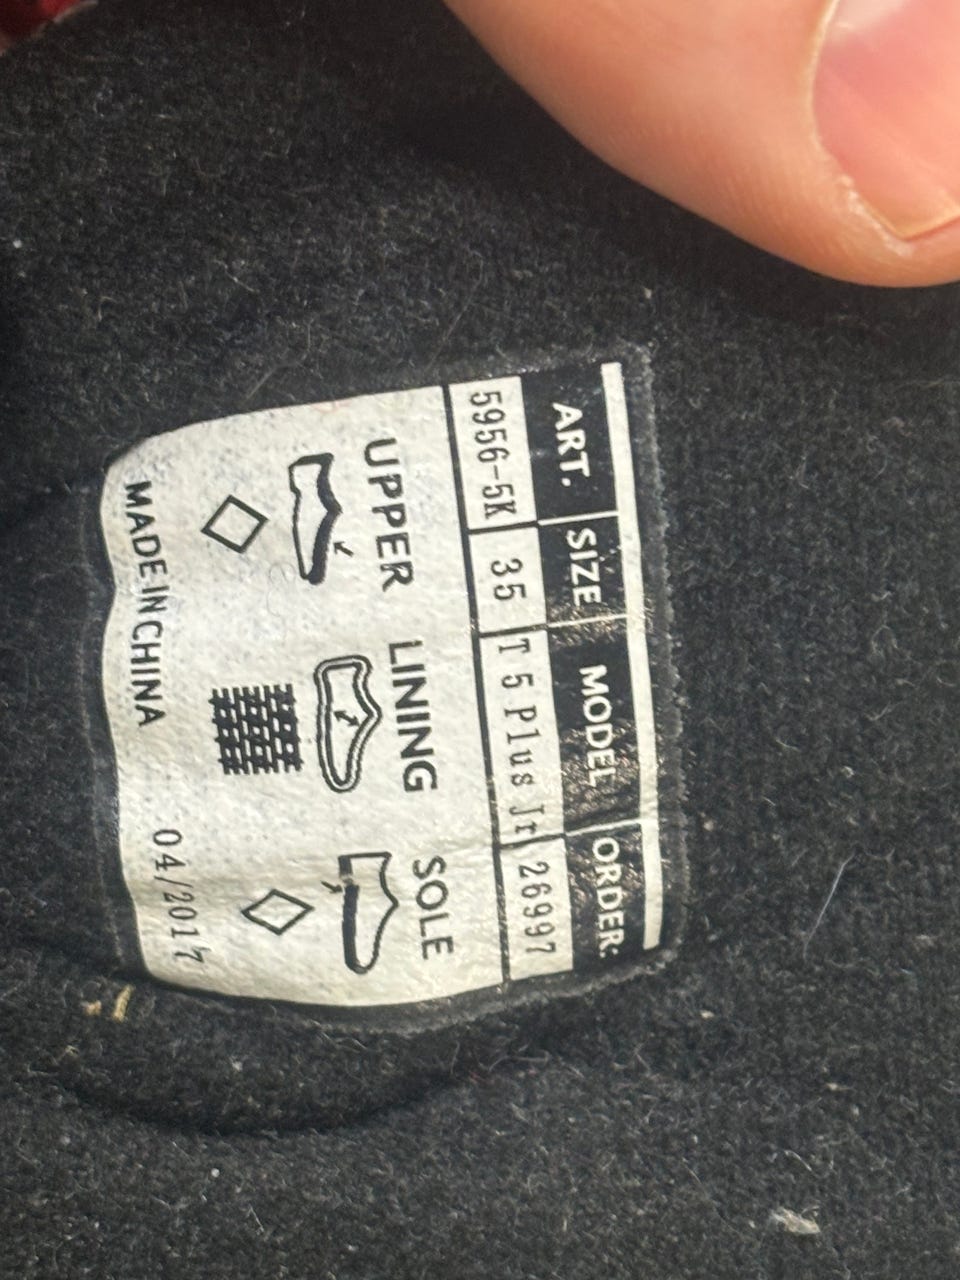 ART. SIZE MODEL ORDER:
5956-5K 35 T 5 Plus Jr 26997
UPPER LINING SOLE
MADE IN CHINA 04/2017